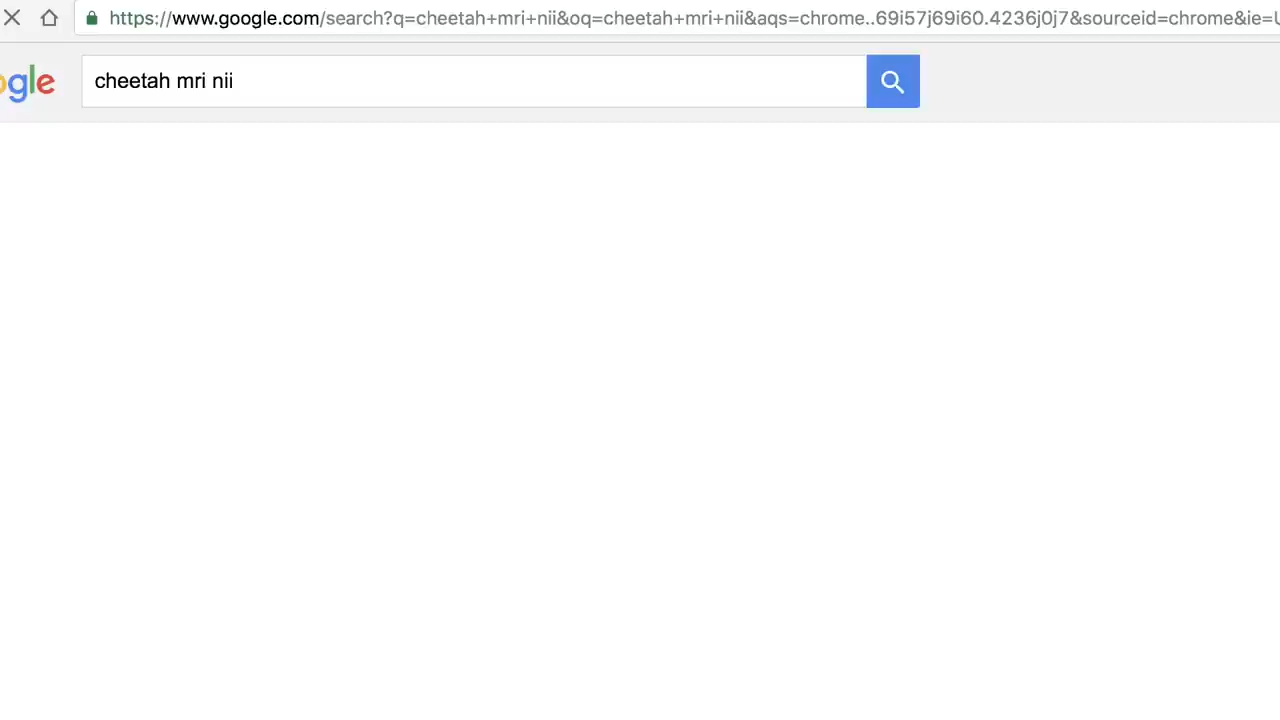 https://www.google.com/search?q=cheetah+mri+nii&oq=cheetah+mri+nii&aqs=chrome..69i57j69i60.4236j0j7&sourceid=chrome&ie=U
ogle
cheetah mri nii